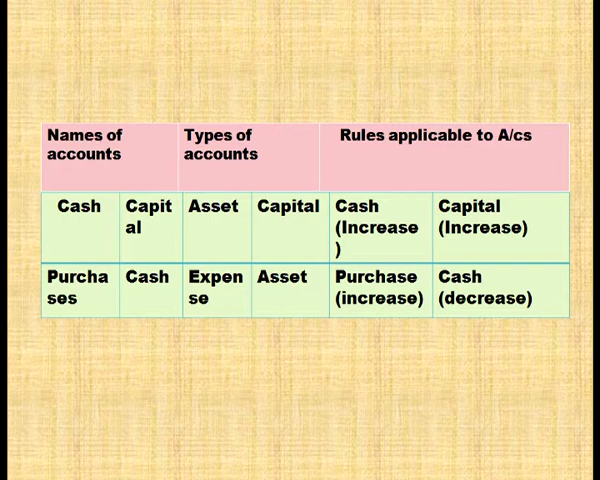 Names of accounts
Types of accounts
Rules applicable to A/cs
Cash
Capit
al
Asset
Capital
Cash
(Increase
)
Capital
(Increase)
Purcha
ses
Cash
Expen
se
Asset
Purchase
(increase)
Cash
(decrease)